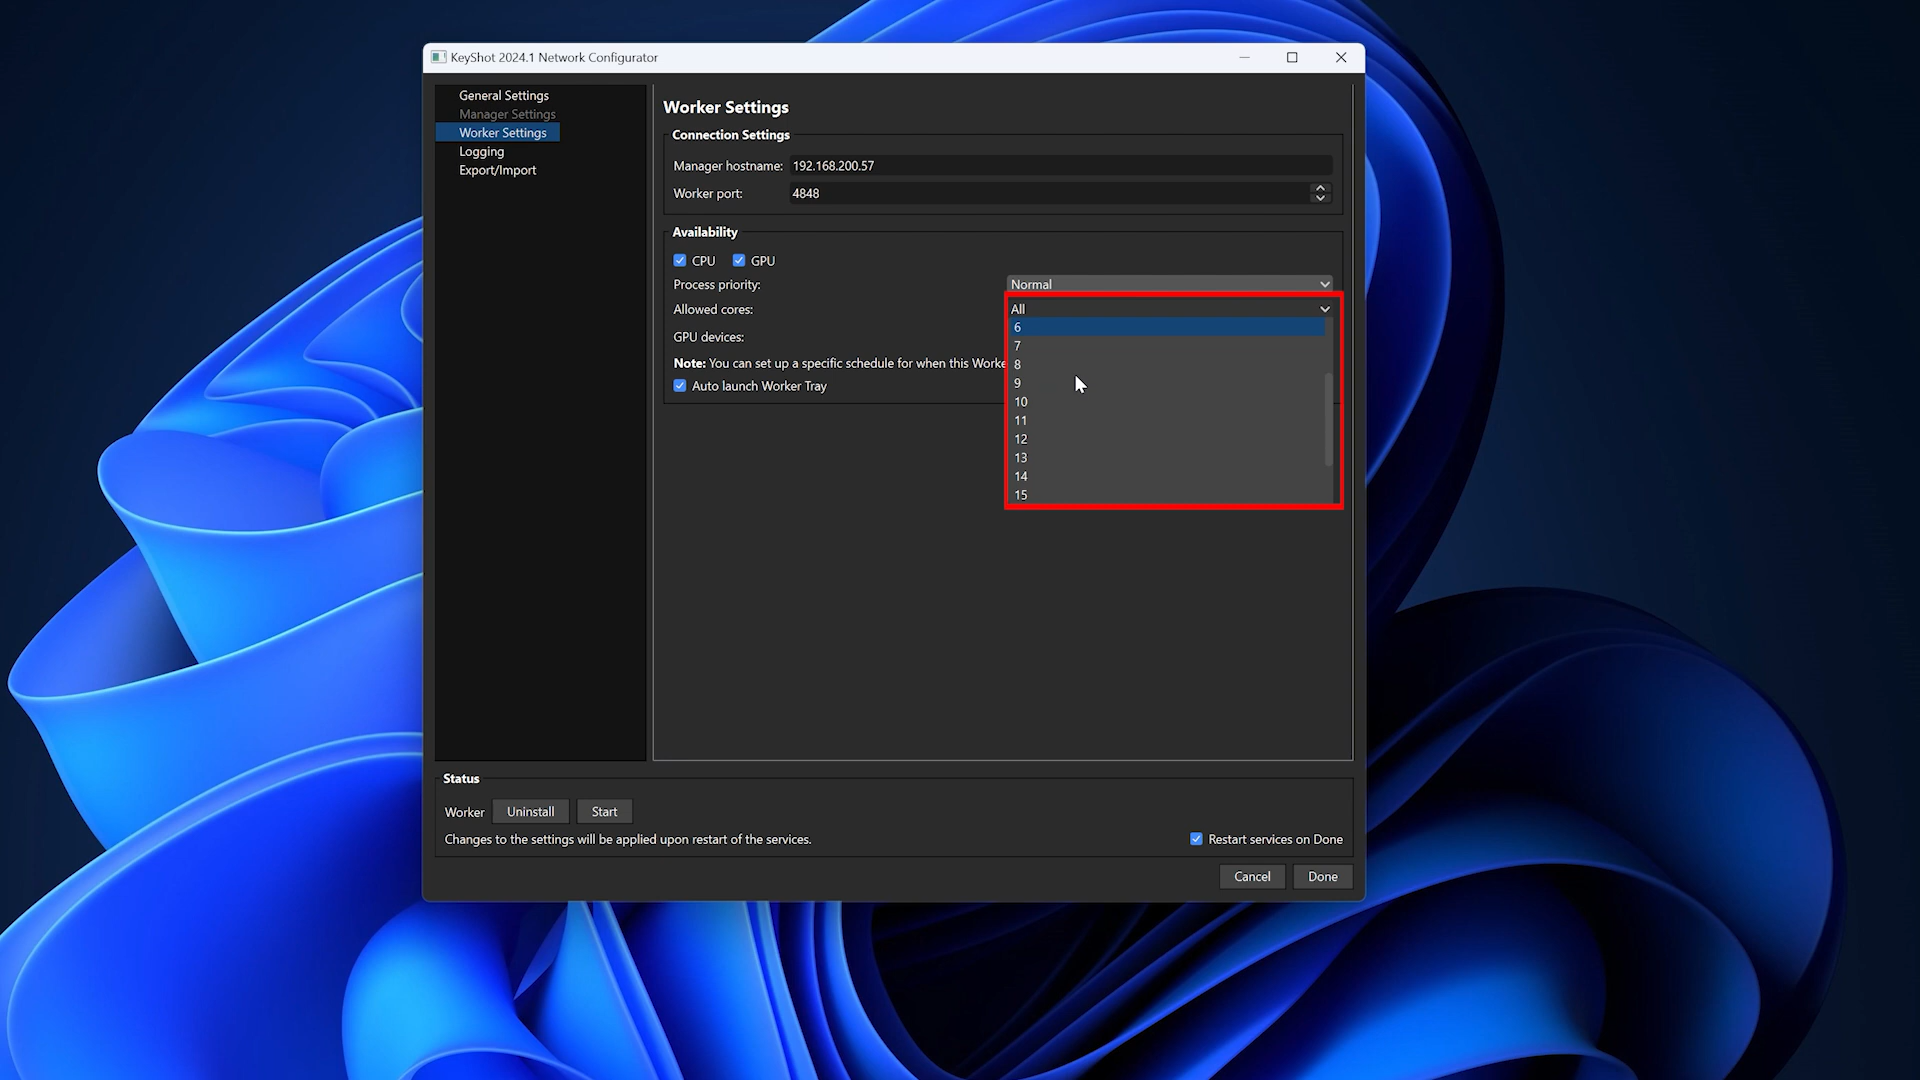 KeyShot 2024.1 Network Configurator
General Settings
Manager Settings
Worker Settings
Logging
Export/Import
Worker Settings
Connection Settings
Manager hostname: 192.168.200.57
Worker port: 4848
Availability
CPU GPU
Process priority: Normal
Allowed cores: All
GPU devices:
Note: You can set up a specific schedule for when this Worke
Auto launch Worker Tray
6
7
8
9
10
11
12
13
14
15
Status
Worker Uninstall Start
Changes to the settings will be applied upon restart of the services. Restart services on Done
Cancel Done